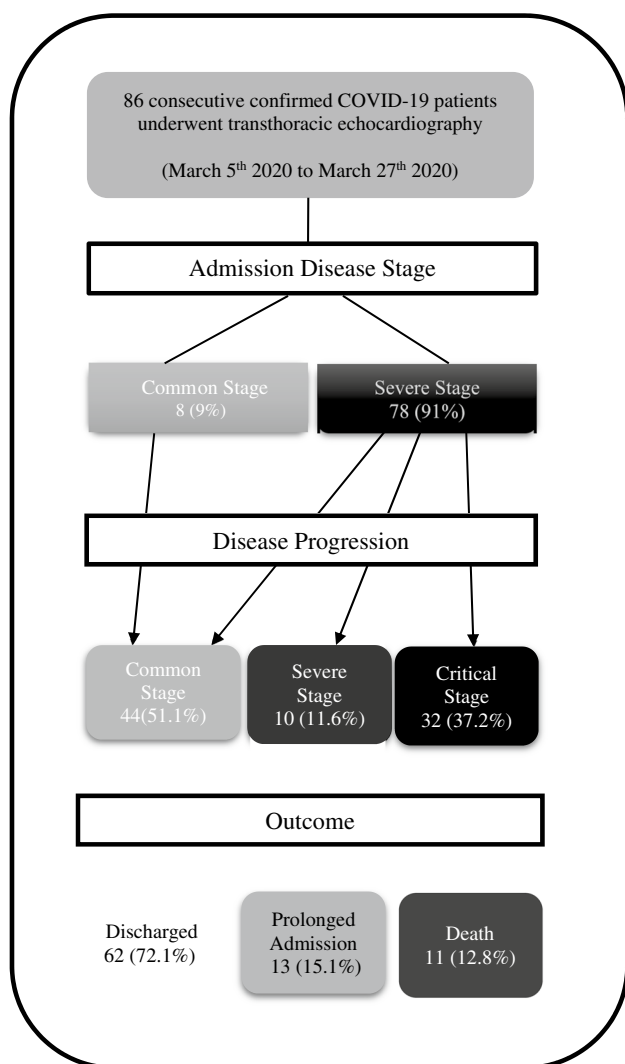 86 consecutive confirmed COVID-19 patients
underwent transthoracic echocardiography
(March 5th 2020 to March 27th 2020)
Admission Disease Stage
Common Stage
8 (9%)
Severe Stage
78 (91%)
Disease Progression
Common
Stage
44(51.1%)
Severe
Stage
10 (11.6%)
Critical
Stage
32 (37.2%)
Outcome
Discharged
62 (72.1%)
Prolonged
Admission
13 (15.1%)
Death
11 (12.8%)